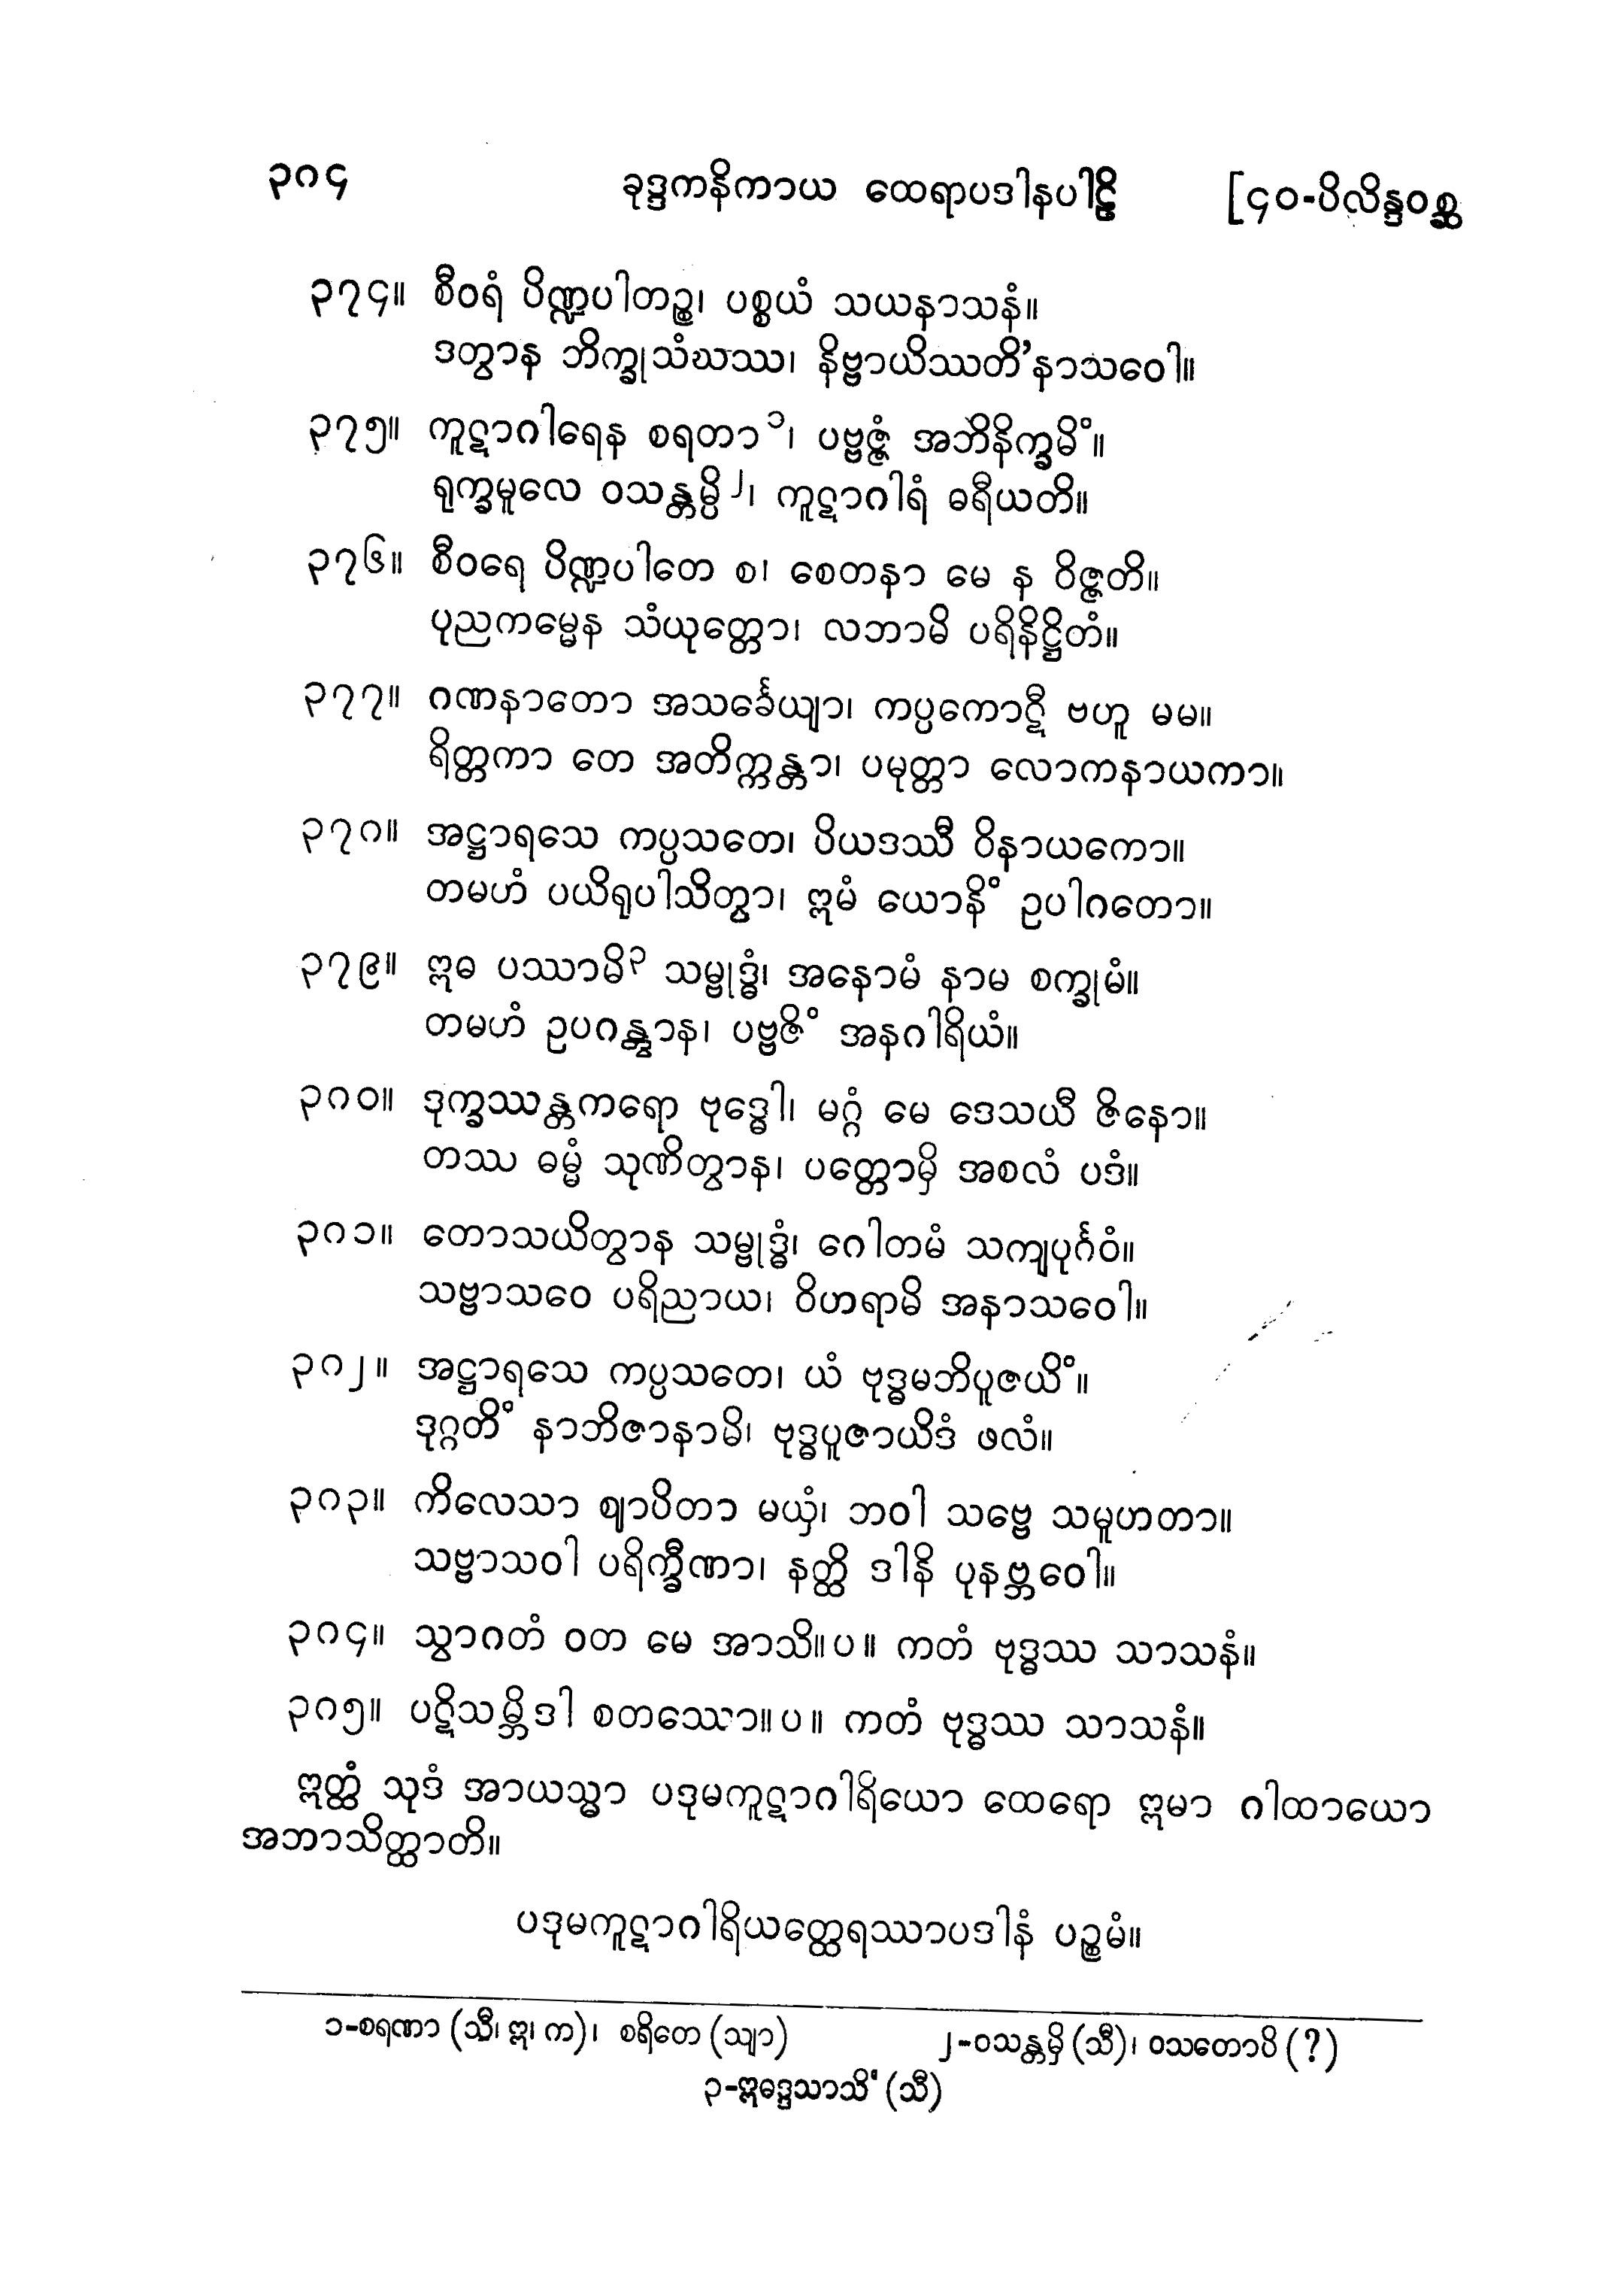 ၃၈၄ ခုဒ္ဒကနိကာယ ထေရာပဒါနပါဠိ [၄၀-ပိလိန္ဒဝစ္ဆ
၃၇၄။ စီဝရံ ပိဏ္ဍပါတဉ္စ၊ ပစ္စယံ သယနာသနံ။
ဒတွာန ဘိက္ခုသံဃဿ၊ နိဗ္ဗာယိဿတိ’နာသဝေါ။
၃၇၅။ ကူဋာဂါရေန စရတာ၁၊ ပဗ္ဗဇ္ဇံ အဘိနိက္ခမိံ။
ရုက္ခမူလေ ဝသန္တမ္ပိ၂၊ ကူဋာဂါရံ ဓရီယတိ။
၃၇၆။ စီဝရေ ပိဏ္ဍပါတေ စ၊ စေတနာ မေ န ဝိဇ္ဇတိ။
ပုညကမ္မေန သံယုတ္တော၊ လဘာမိ ပရိနိဋ္ဌိတံ။
၃၇၇။ ဂဏနာတော အသင်္ခေယျာ၊ ကပ္ပကောဋီ ဗဟူ မမ။
ရိတ္တကာ တေ အတိက္ကန္တာ၊ ပမုတ္တာ လောကနာယကာ။
၃၇၈။ အဋ္ဌာရသေ ကပ္ပသတေ၊ ပိယဒဿီ ဝိနာယကော။
တမဟံ ပယိရုပါသိတွာ၊ ဣမံ ယောနိံ ဥပါဂတော။
၃၇၉။ ဣဓ ပဿာမိ၃ သမ္ဗုဒ္ဓံ၊ အနောမံ နာမ စက္ခုမံ။
တမဟံ ဥပဂန္တွာန၊ ပဗ္ဗဇိံ အနဂါရိယံ။
၃၈၀။ ဒုက္ခဿန္တကရော ဗုဒ္ဓေါ၊ မဂ္ဂံ မေ ဒေသယီ ဇိနော။
တဿ ဓမ္မံ သုဏိတွာန၊ ပတ္တောမှိ အစလံ ပဒံ။
၃၈၁။ တောသယိတွာန သမ္ဗုဒ္ဓံ၊ ဂေါတမံ သကျပုင်္ဂဝံ။
သဗ္ဗာသဝေ ပရိညာယ၊ ဝိဟရာမိ အနာသဝေါ။
၃၈၂။ အဋ္ဌာရသေ ကပ္ပသတေ၊ ယံ ဗုဒ္ဓမဘိပူဇယိံ။
ဒုဂ္ဂတိံ နာဘိဇာနာမိ၊ ဗုဒ္ဓပူဇာယိဒံ ဖလံ။
၃၈၃။ ကိလေသာ ဈာပိတာ မယှံ၊ ဘဝါ သဗ္ဗေ သမူဟတာ။
သဗ္ဗာသဝါ ပရိက္ခီဏာ၊ နတ္ထိ ဒါနိ ပုနဗ္ဘဝေါ။
၃၈၄။ သွာဂတံ ဝတ မေ အာသိ။ပ။ ကတံ ဗုဒ္ဓဿ သာသနံ။
၃၈၅။ ပဋိသမ္ဘိဒါ စတဿော။ပ။ ကတံ ဗုဒ္ဓဿ သာသနံ။
ဣတ္ထံ သုဒံ အာယသ္မာ ပဒုမကူဋာဂါရိယော ထေရော ဣမာ ဂါထာယော
အဘာသိတ္ထာတိ။
ပဒုမကူဋာဂါရိယတ္ထေရဿာပဒါနံ ပဉ္စမံ။
၁-စရဏာ (သီ၊ ဣ၊ က)၊ စရိတေ (သျာ) ၂-ဝသန္တမှိ (သီ)၊ ဝသတောပိ (?)
၃-ဣဓဒ္ဒသာသိံ (သီ)